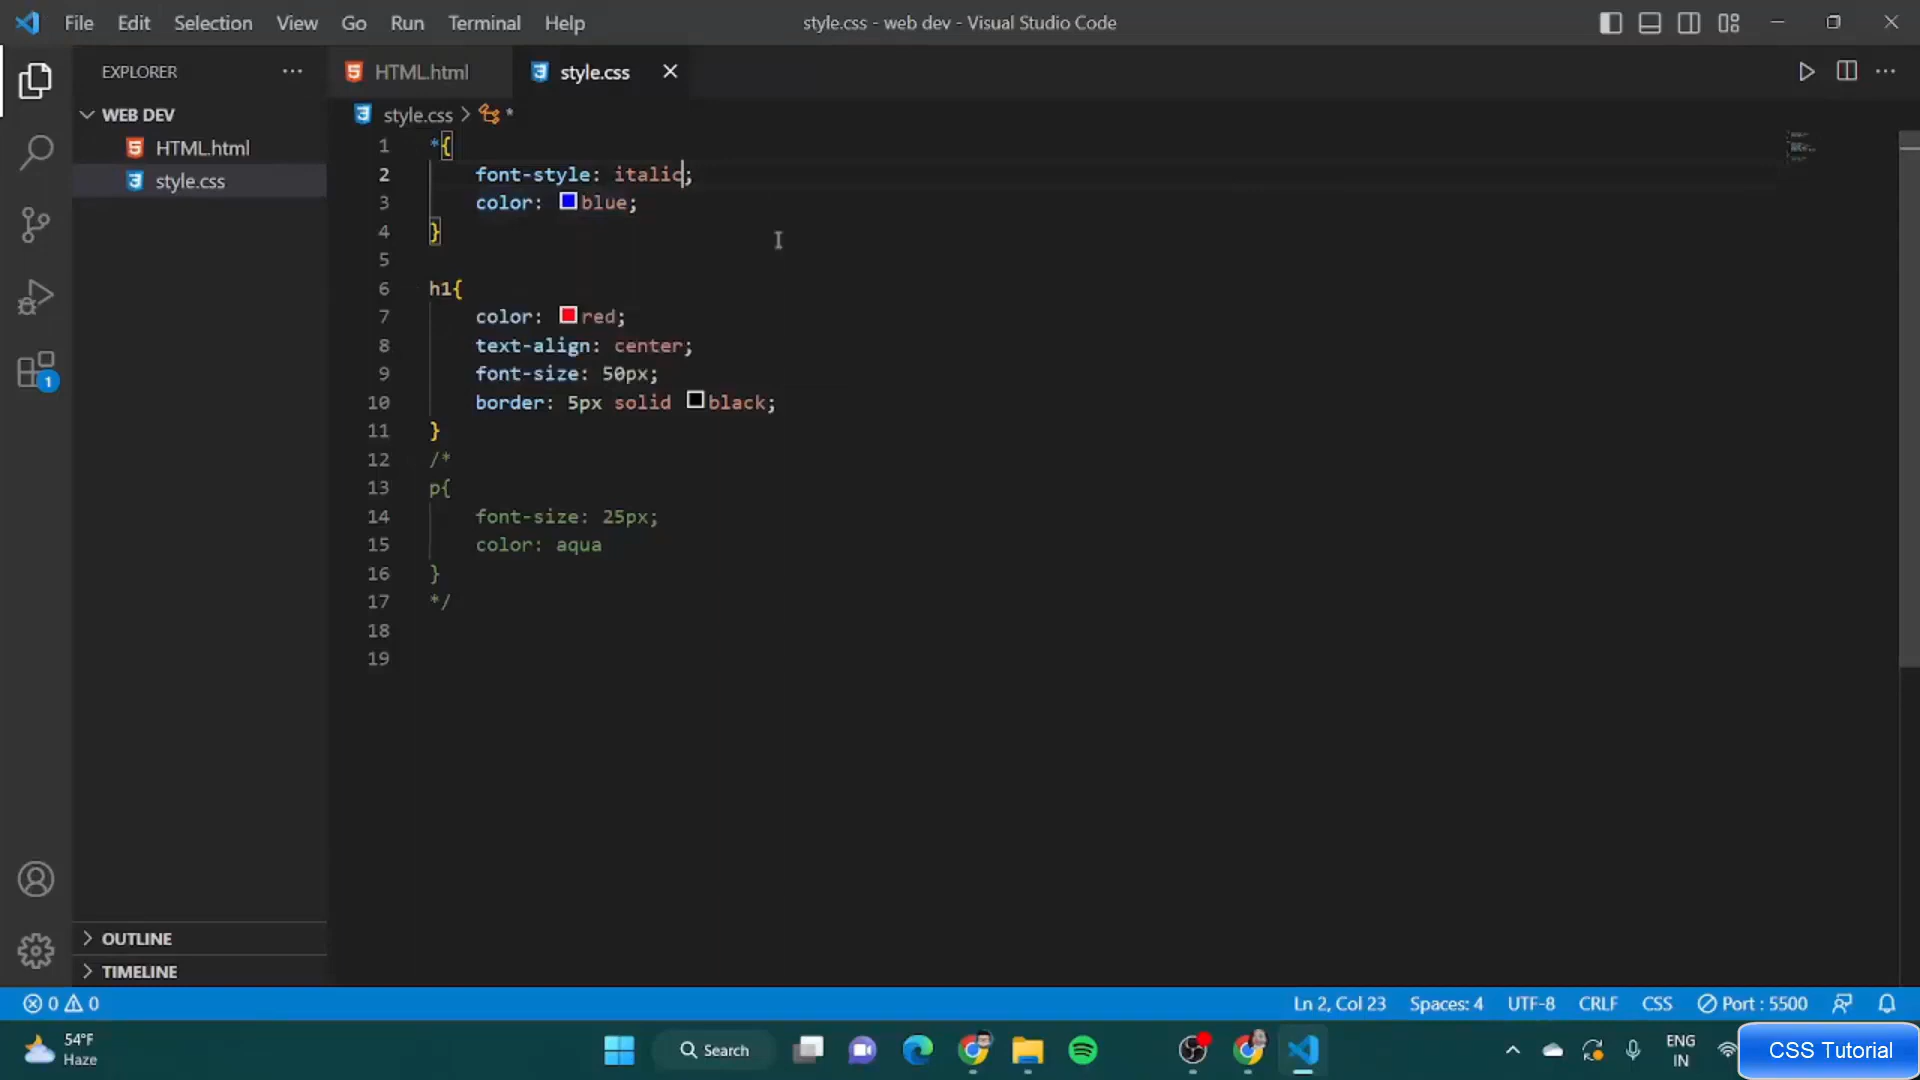 File Edit Selection View Go Run Terminal Help style.css - web dev - Visual Studio Code
EXPLORER
HTML.html
style.css
WEB DEV
HTML.html
style.css
OUTLINE
TIMELINE
style.css > *
1 *{
2 font-style: italic;
3 color: blue;
4 }
5
6 h1{
7 color: red;
8 text-align: center;
9 font-size: 50px;
10 border: 5px solid black;
11 }
12 /*
13 p{
14 font-size: 25px;
15 color: aqua
16 }
17 */
18
19
1
0 0 Ln 2, Col 23 Spaces: 4 UTF-8 CRLF CSS Port : 5500
54°F
Haze
Search
ENG
IN
CSS Tutorial